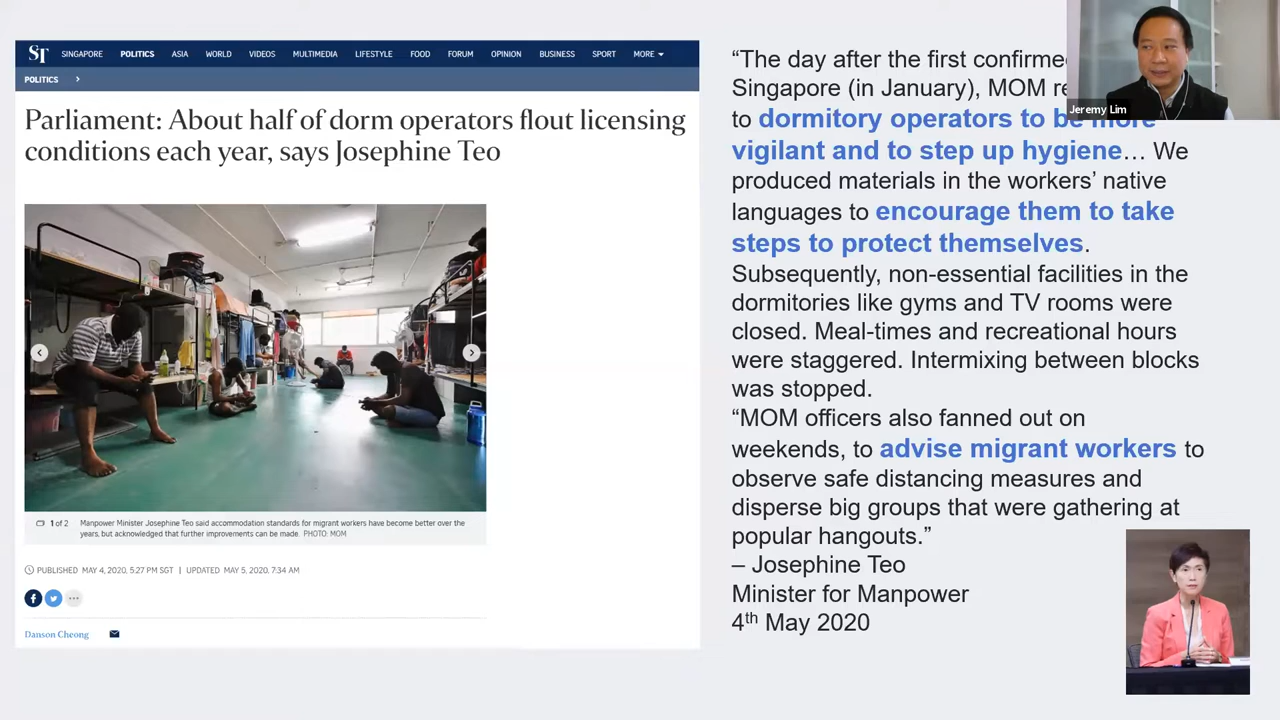 ST SINGAPORE POLITICS ASIA WORLD VIDEOS MULTIMEDIA LIFESTYLE FOOD FORUM OPINION BUSINESS SPORT MORE
POLITICS
Parliament: About half of dorm operators flout licensing
conditions each year, says Josephine Teo
1 of 2 Manpower Minister Josephine Teo said accommodation standards for migrant workers have become better over the
years, but acknowledged that further improvements can be made. PHOTO: MOM
PUBLISHED MAY 4, 2020, 5:27 PM SGT | UPDATED MAY 5, 2020, 7:34 AM
Danson Cheong
“The day after the first confirmed
Singapore (in January), MOM
to dormitory operators to be more
vigilant and to step up hygiene… We
produced materials in the workers’ native
languages to encourage them to take
steps to protect themselves.
Subsequently, non-essential facilities in the
dormitories like gyms and TV rooms were
closed. Meal-times and recreational hours
were staggered. Intermixing between blocks
was stopped.
“MOM officers also fanned out on
weekends, to advise migrant workers to
observe safe distancing measures and
disperse big groups that were gathering at
popular hangouts.”
– Josephine Teo
Minister for Manpower
4th May 2020
Jeremy Lim